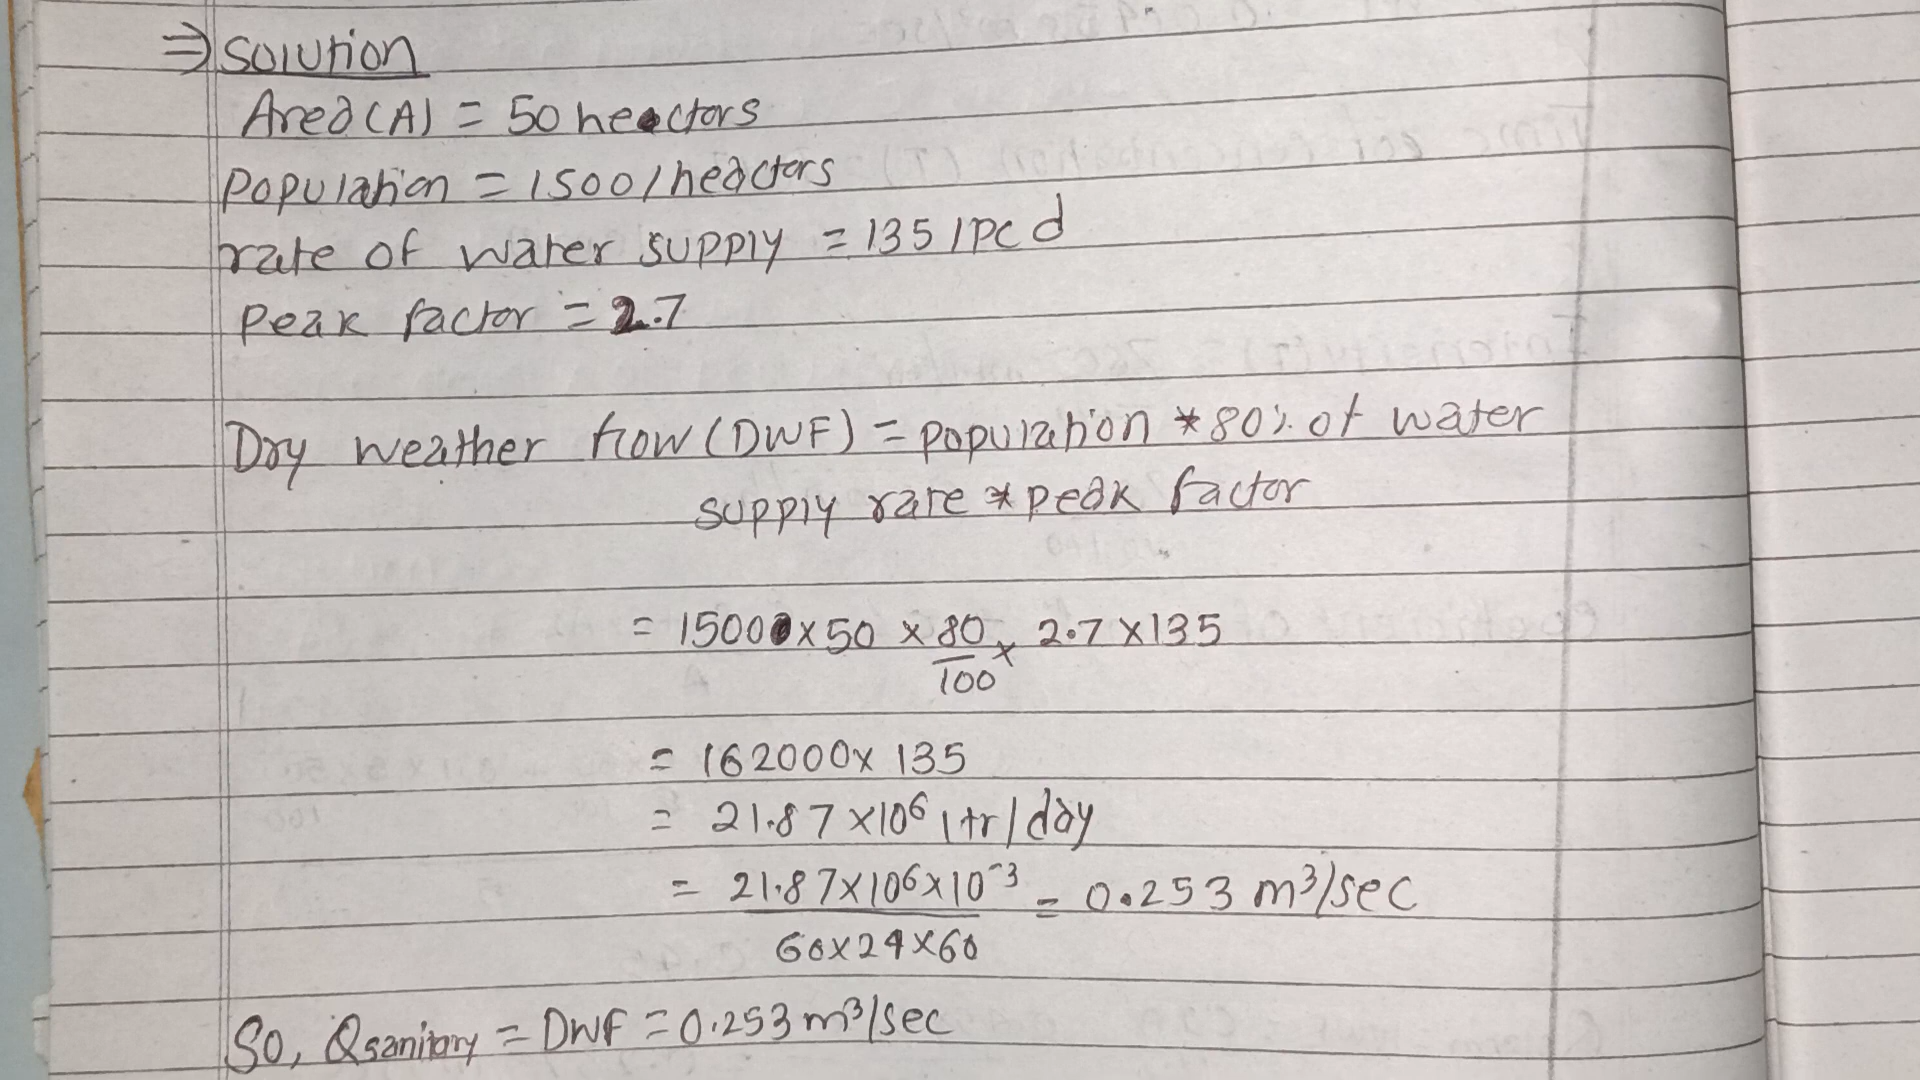 ⇒ Solution
Area (A) = 50 heactors
Population = 1500/heactors
rate of water supply = 135 lpcd
Peak factor = 2.7
Dry weather flow (DWF) = population * 80% of water
supply rate * peak factor
= 1500 x 50 x 80/100 x 2.7 x 135
= 162000 x 135
= 21.87 x 10⁶ ltr/day
= 21.87 x 10⁶ x 10⁻³ / 60 x 24 x 60 = 0.253 m³/sec
So, Qsanitary = DWF = 0.253 m³/sec